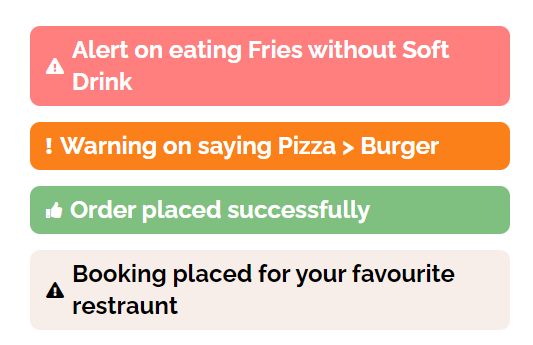 Alert on eating Fries without Soft
Drink
Warning on saying Pizza > Burger
Order placed successfully
Booking placed for your favourite
restraunt